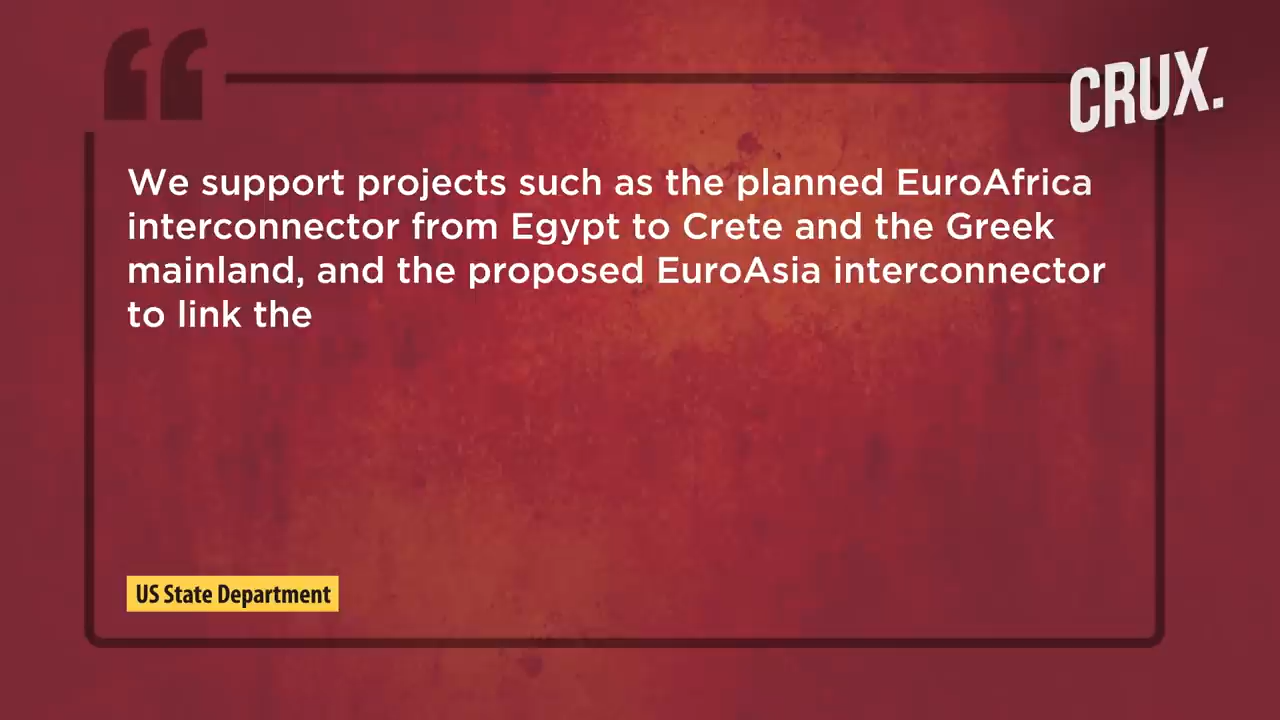 CRUX.
We support projects such as the planned EuroAfrica
interconnector from Egypt to Crete and the Greek
mainland, and the proposed EuroAsia interconnector
to link the
US State Department